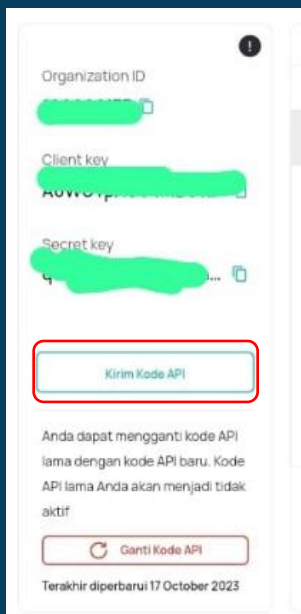 Organization ID
Client key
Secret key
...
Kirim Kode API
Anda dapat mengganti kode API
lama dengan kode API baru. Kode
API lama Anda akan menjadi tidak
aktif
Ganti Kode API
Terakhir diperbarui 17 October 2023